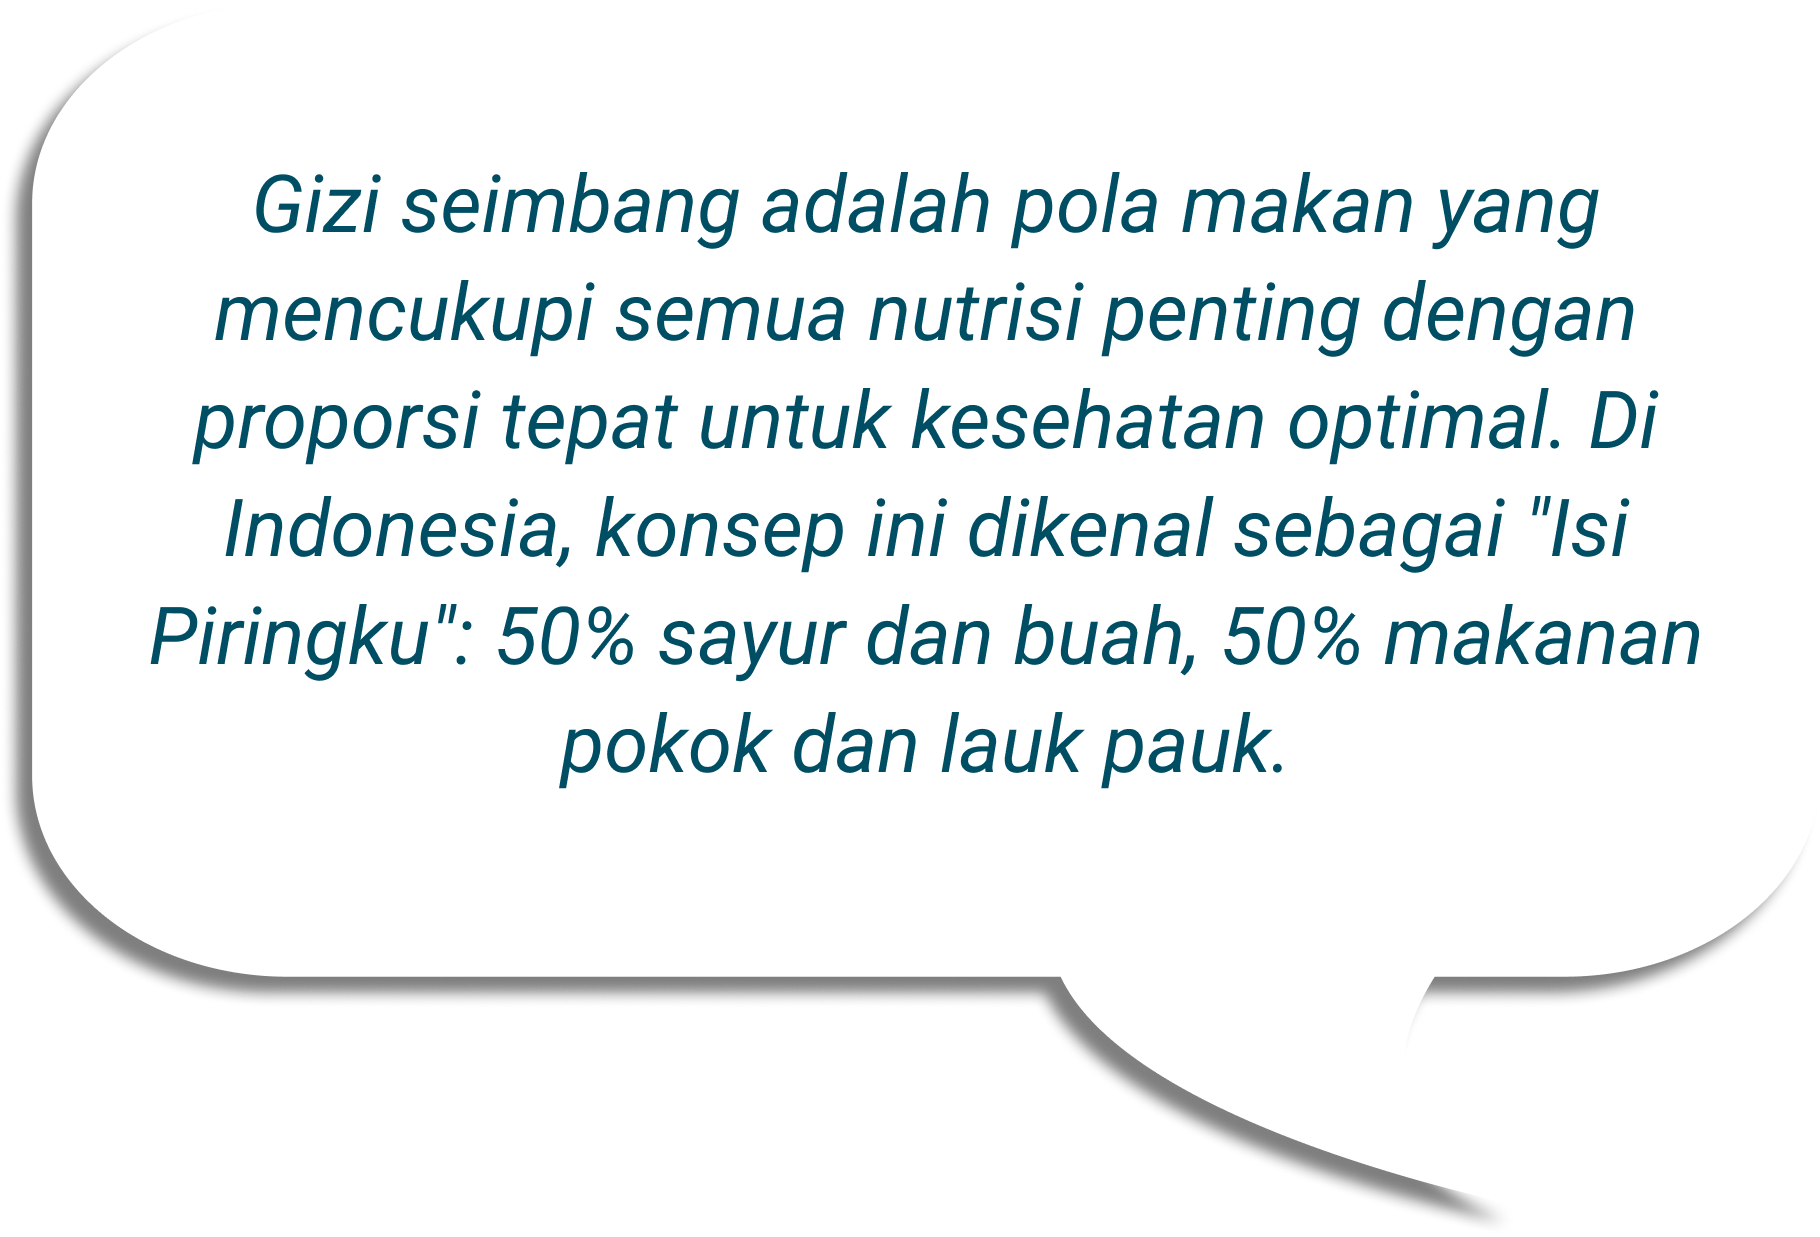 Gizi seimbang adalah pola makan yang
mencukupi semua nutrisi penting dengan
proporsi tepat untuk kesehatan optimal. Di
Indonesia, konsep ini dikenal sebagai "Isi
Piringku": 50% sayur dan buah, 50% makanan
pokok dan lauk pauk.